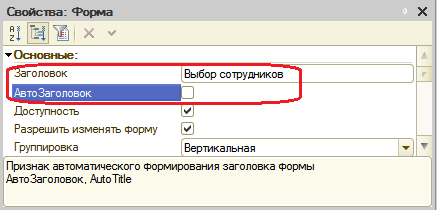 Свойства: Форма
Основные:
Заголовок Выбор сотрудников
АвтоЗаголовок
Доступность
Разрешить изменять форму
Группировка Вертикальная
Признак автоматического формирования заголовка формы
АвтоЗаголовок, AutoTitle